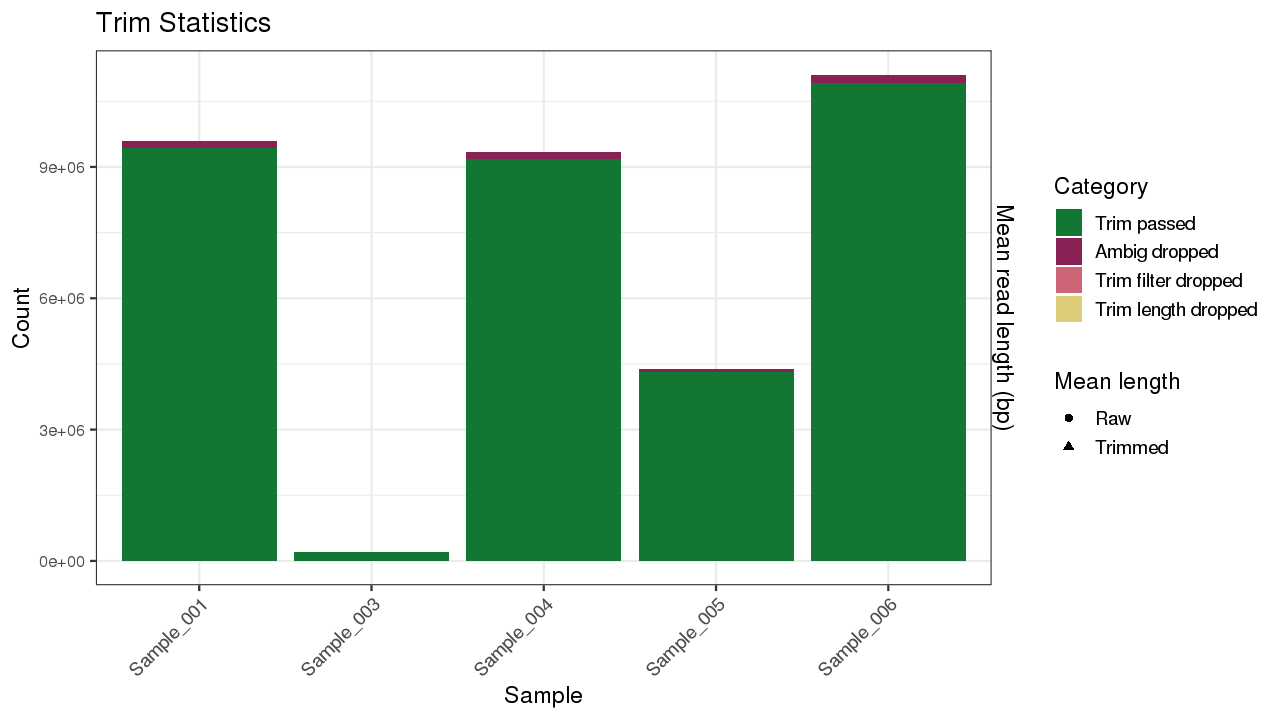 Trim Statistics
Count
9e+06
6e+06
3e+06
0e+00
Sample_001
Sample_003
Sample_004
Sample_005
Sample_006
Sample
Mean read length (bp)
Category
Trim passed
Ambig dropped
Trim filter dropped
Trim length dropped
Mean length
Raw
Trimmed